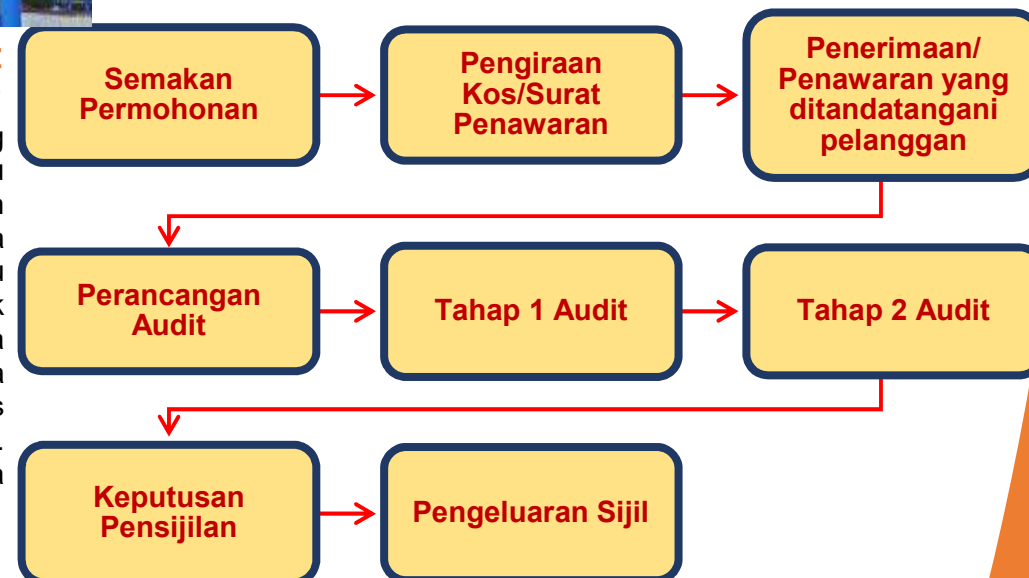 Semakan
Permohonan
Pengiraan
Kos/Surat
Penawaran
Penerimaan/
Penawaran yang
ditandatangani
pelanggan
Perancangan
Audit
Tahap 1 Audit
Tahap 2 Audit
Keputusan
Pensijilan
Pengeluaran Sijil